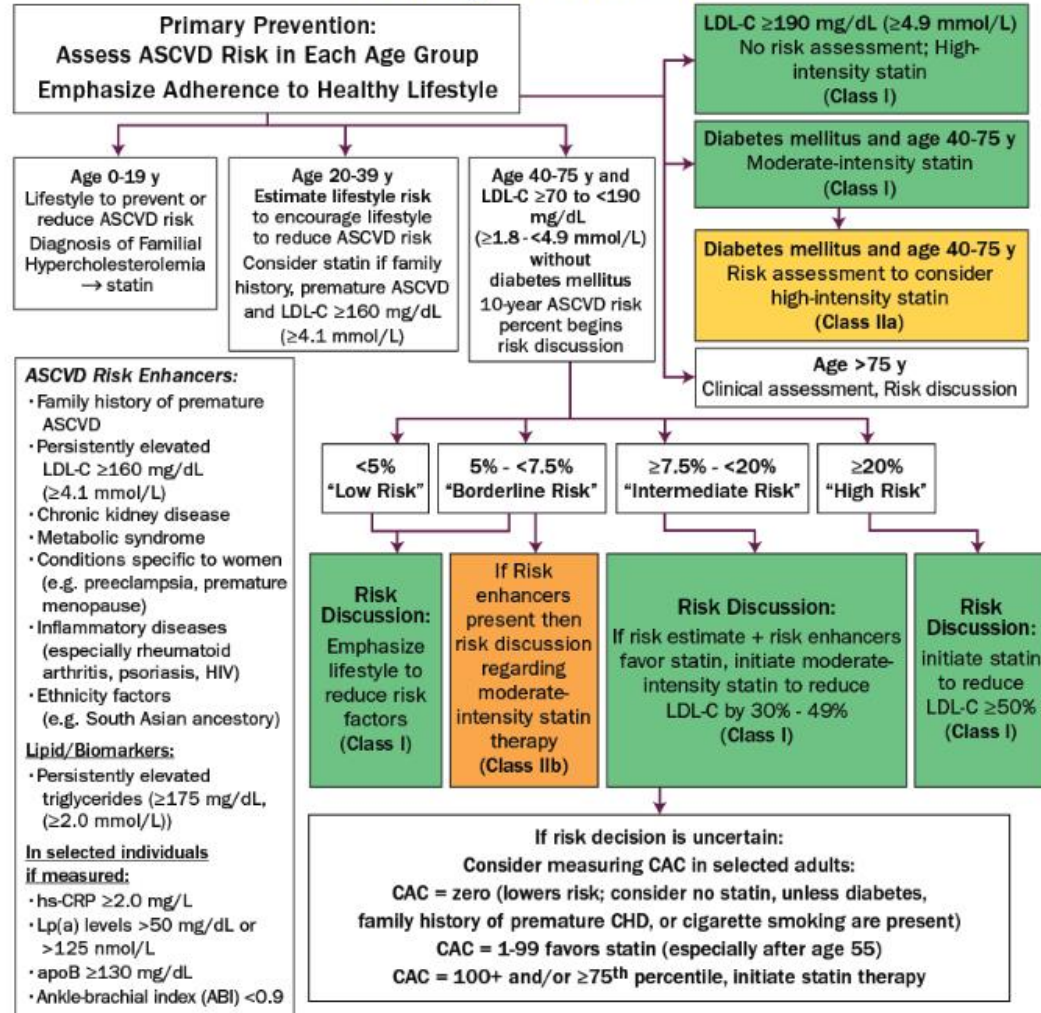 Primary Prevention:
Assess ASCVD Risk in Each Age Group
Emphasize Adherence to Healthy Lifestyle
LDL-C ≥190 mg/dL (≥4.9 mmol/L)
No risk assessment; High-
intensity statin
(Class I)
Diabetes mellitus and age 40-75 y
Moderate-intensity statin
(Class I)
Diabetes mellitus and age 40-75 y
Risk assessment to consider
high-intensity statin
(Class IIa)
Age >75 y
Clinical assessment, Risk discussion
Age 0-19 y
Lifestyle to prevent or
reduce ASCVD risk
Diagnosis of Familial
Hypercholesterolemia
→ statin
Age 20-39 y
Estimate lifestyle risk
to encourage lifestyle
to reduce ASCVD risk
Consider statin if family
history, premature ASCVD
and LDL-C ≥160 mg/dL
(≥4.1 mmol/L)
Age 40-75 y and
LDL-C ≥70 to <190
mg/dL
(≥1.8-<4.9 mmol/L)
without
diabetes mellitus
10-year ASCVD risk
percent begins
risk discussion
ASCVD Risk Enhancers:
·Family history of premature
ASCVD
·Persistently elevated
LDL-C ≥160 mg/dL
(≥4.1 mmol/L)
·Chronic kidney disease
·Metabolic syndrome
·Conditions specific to women
(e.g. preeclampsia, premature
menopause)
·Inflammatory diseases
(especially rheumatoid
arthritis, psoriasis, HIV)
·Ethnicity factors
(e.g. South Asian ancestory)
Lipid/Biomarkers:
·Persistently elevated
triglycerides (≥175 mg/dL,
(≥2.0 mmol/L))
In selected individuals
if measured:
·hs-CRP ≥2.0 mg/L
·Lp(a) levels >50 mg/dL or
>125 nmol/L
·apoB ≥130 mg/dL
·Ankle-brachial index (ABI) <0.9
<5%
"Low Risk"
5% - <7.5%
"Borderline Risk"
≥7.5% - <20%
"Intermediate Risk"
≥20%
"High Risk"
Risk
Discussion:
Emphasize
lifestyle to
reduce risk
factors
(Class I)
If Risk
enhancers
present then
risk discussion
regarding
moderate-
intensity statin
therapy
(Class IIb)
Risk Discussion:
If risk estimate + risk enhancers
favor statin, initiate moderate-
intensity statin to reduce
LDL-C by 30% - 49%
(Class I)
Risk
Discussion:
initiate statin
to reduce
LDL-C ≥50%
(Class I)
If risk decision is uncertain:
Consider measuring CAC in selected adults:
CAC = zero (lowers risk; consider no statin, unless diabetes,
family history of premature CHD, or cigarette smoking are present)
CAC = 1-99 favors statin (especially after age 55)
CAC = 100+ and/or ≥75th percentile, initiate statin therapy